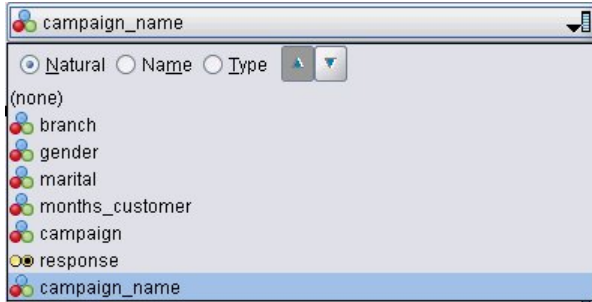 campaign_name
Natural Name Type
(none)
branch
gender
marital
months_customer
campaign
response
campaign_name